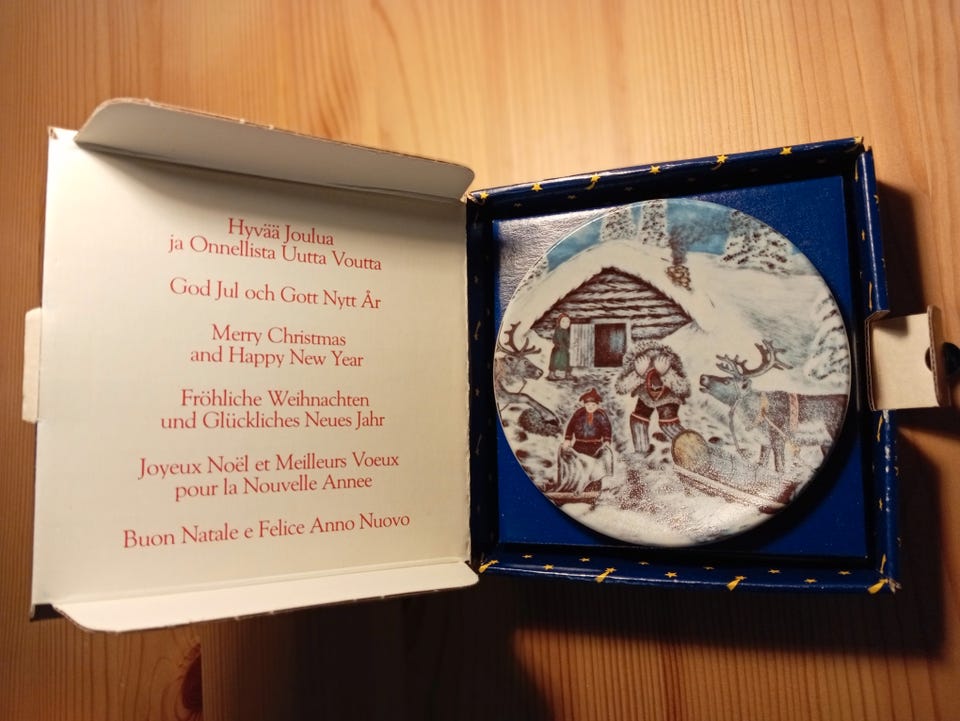 Hyvää Joulua
ja Onnellista Uutta Voutta
God Jul och Gott Nytt År
Merry Christmas
and Happy New Year
Fröhliche Weihnachten
und Glückliches Neues Jahr
Joyeux Noël et Meilleurs Voeux
pour la Nouvelle Annee
Buon Natale e Felice Anno Nuovo